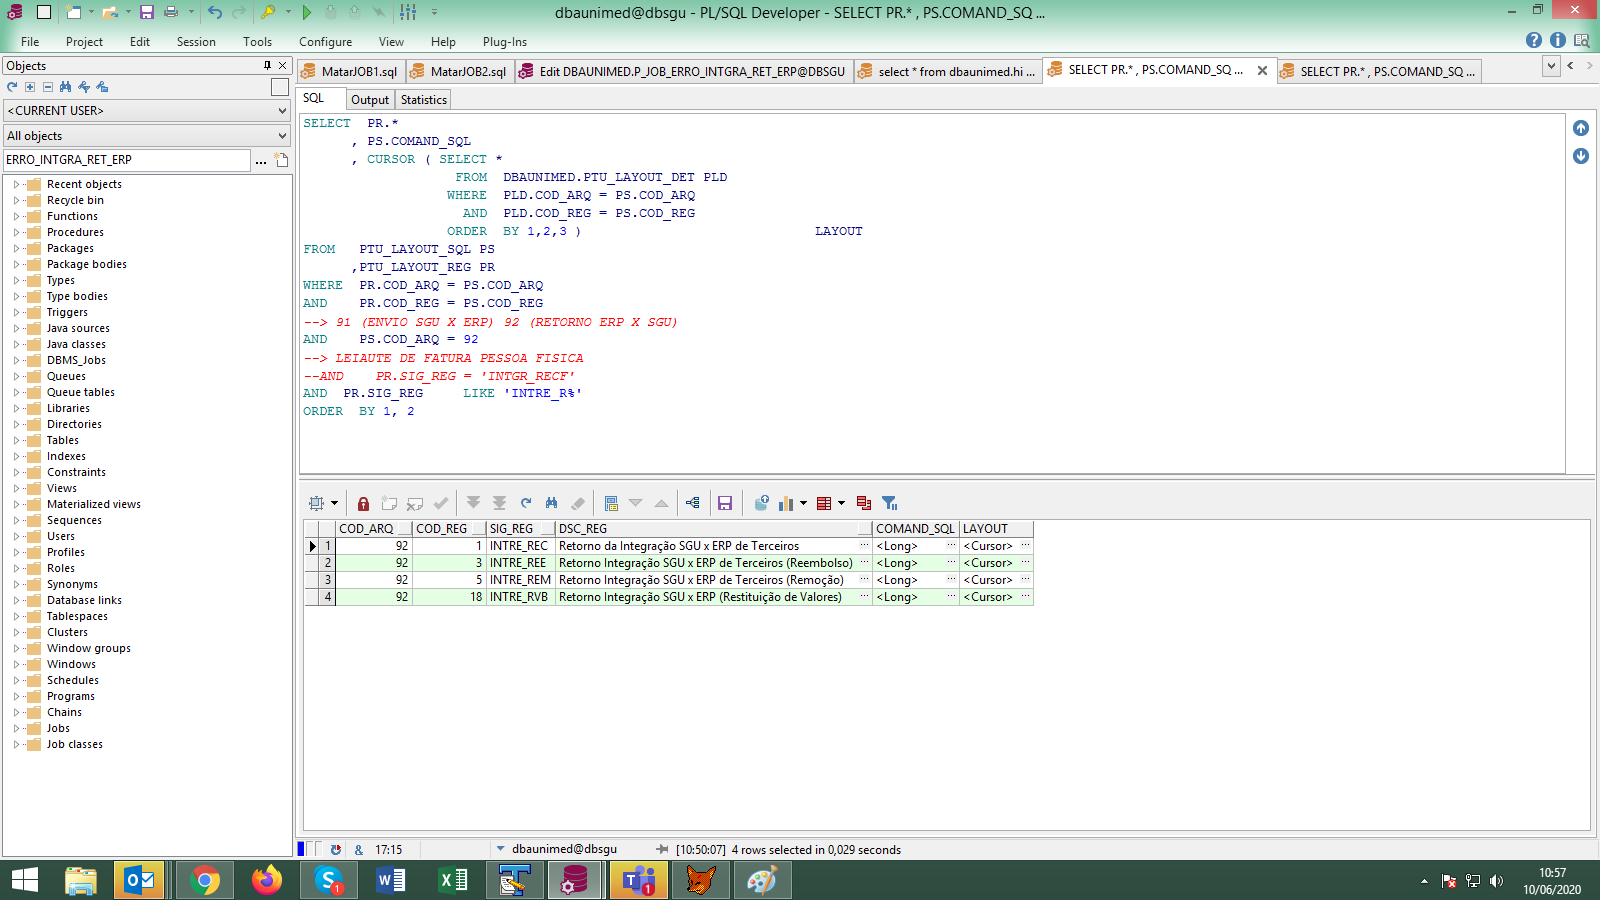 dbaunimed@dbsgu - PL/SQL Developer - SELECT PR.* , PS.COMAND_SQ ...
File Project Edit Session Tools Configure View Help Plug-Ins
Objects
<CURRENT USER>
All objects
ERRO_INTGRA_RET_ERP
...
Recent objects
Recycle bin
Functions
Procedures
Packages
Package bodies
Types
Type bodies
Triggers
Java sources
Java classes
DBMS_Jobs
Queues
Queue tables
Libraries
Directories
Tables
Indexes
Constraints
Views
Materialized views
Sequences
Users
Profiles
Roles
Synonyms
Database links
Tablespaces
Clusters
Window groups
Windows
Schedules
Programs
Chains
Jobs
Job classes
MatarJOB1.sql MatarJOB2.sql Edit DBAUNIMED.P_JOB_ERRO_INTGRA_RET_ERP@DBSGU select * from dbaunimed.hi ... SELECT PR.* , PS.COMAND_SQ ... SELECT PR.* , PS.COMAND_SQ ...
SQL Output Statistics
SELECT PR.*
, PS.COMAND_SQL
, CURSOR ( SELECT *
FROM DBAUNIMED.PTU_LAYOUT_DET PLD
WHERE PLD.COD_ARQ = PS.COD_ARQ
AND PLD.COD_REG = PS.COD_REG
ORDER BY 1,2,3 ) LAYOUT
FROM PTU_LAYOUT_SQL PS
,PTU_LAYOUT_REG PR
WHERE PR.COD_ARQ = PS.COD_ARQ
AND PR.COD_REG = PS.COD_REG
--> 91 (ENVIO SGU X ERP) 92 (RETORNO ERP X SGU)
AND PS.COD_ARQ = 92
--> LEIAUTE DE FATURA PESSOA FISICA
--AND PR.SIG_REG = 'INTGR_RECF'
AND PR.SIG_REG LIKE 'INTRE_R%'
ORDER BY 1, 2
COD_ARQ COD_REG SIG_REG DSC_REG COMAND_SQL LAYOUT
1 92 1 INTRE_REC Retorno da Integração SGU x ERP de Terceiros ... <Long> ... <Cursor> ...
2 92 3 INTRE_REE Retorno Integração SGU x ERP de Terceiros (Reembolso) ... <Long> ... <Cursor> ...
3 92 5 INTRE_REM Retorno Integração SGU x ERP de Terceiros (Remoção) ... <Long> ... <Cursor> ...
4 92 18 INTRE_RVB Retorno Integração SGU x ERP (Restituição de Valores) ... <Long> ... <Cursor> ...
& 17:15 dbaunimed@dbsgu [10:50:07] 4 rows selected in 0,029 seconds
1
1
10:57
10/06/2020